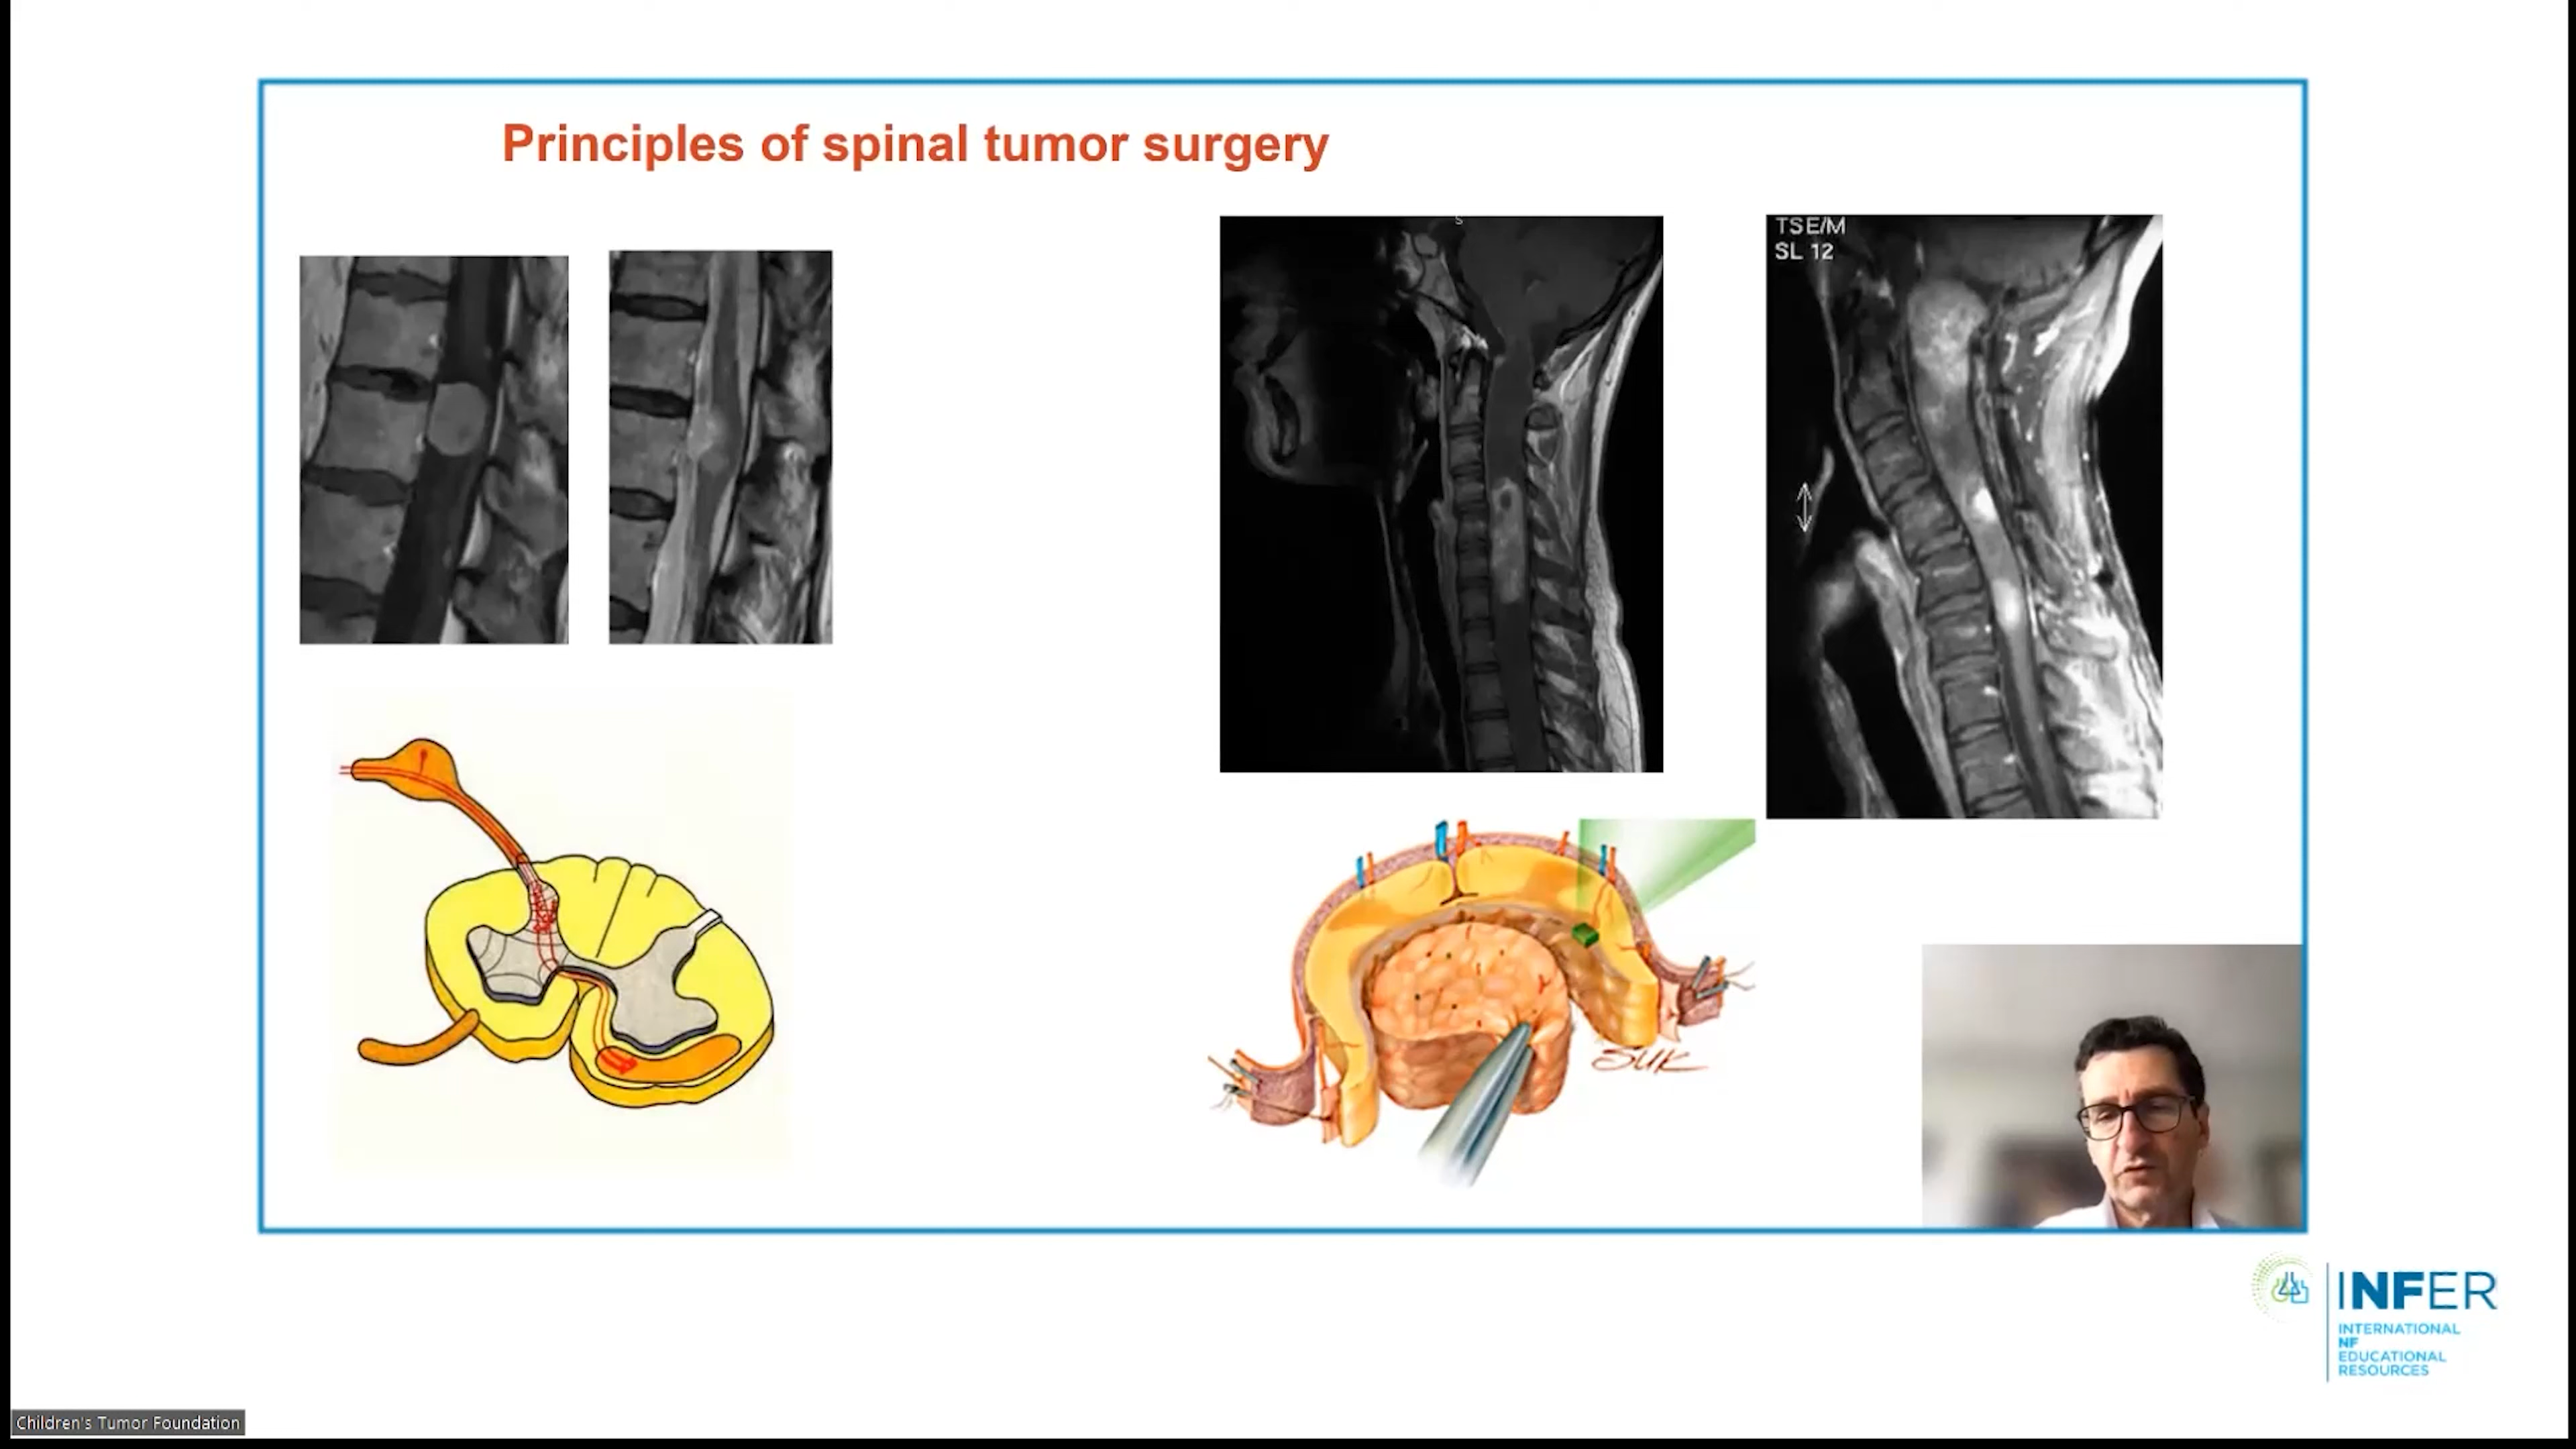 Principles of spinal tumor surgery
S
TSE/M
SL 12
SUK
INFER
INTERNATIONAL
NF
EDUCATIONAL
RESOURCES
Children's Tumor Foundation